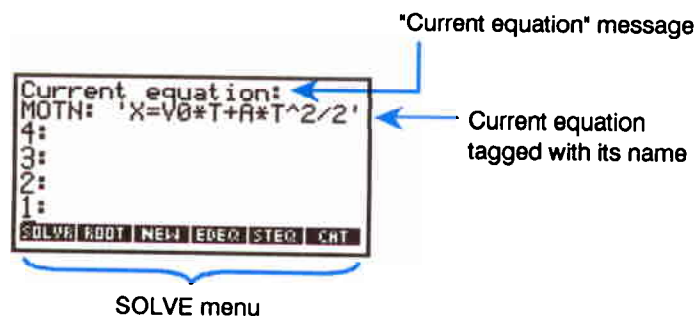 "Current equation" message
Current equation:
MOTN: 'X=V0*T+A*T^2/2'
Current equation
tagged with its name
4:
3:
2:
1:
SOLVR ROOT NEW EDEQ STEQ CAT
SOLVE menu